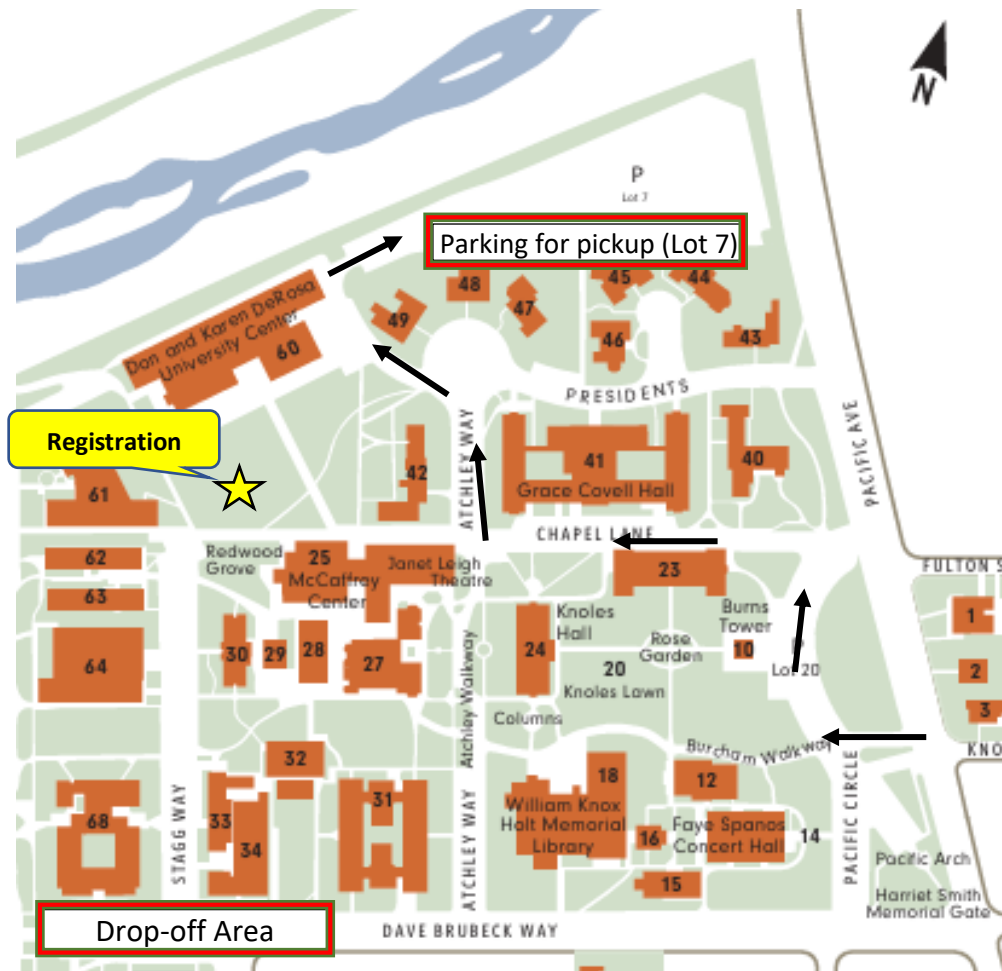 N
P
Lot 7
Parking for pickup (Lot 7)
48
45
44
47
49
46
43
Don and Karen DeRosa
University Center
60
PRESIDENTS
PACIFIC AVE
Registration
ATCHLEY WAY
42
41
Grace Covell Hall
40
61
CHAPEL LANE
Redwood
Grove
25
McCaffrey
Center
Janet Leigh
Theatre
23
FULTON S
62
63
64
30
29
28
27
Atchley Walkway
24
Knoles
Hall
Rose
Garden
20
Knoles Lawn
Burns
Tower
10
Lot 20
1
2
3
Columns
Burcham Walkway
KNO
32
31
33
34
68
STAGG WAY
ATCHLEY WAY
18
William Knox
Holt Memorial
Library
12
16
Faye Spanos
Concert Hall
14
15
PACIFIC CIRCLE
Pacific Arch
Harriet Smith
Memorial Gate
Drop-off Area
DAVE BRUBECK WAY